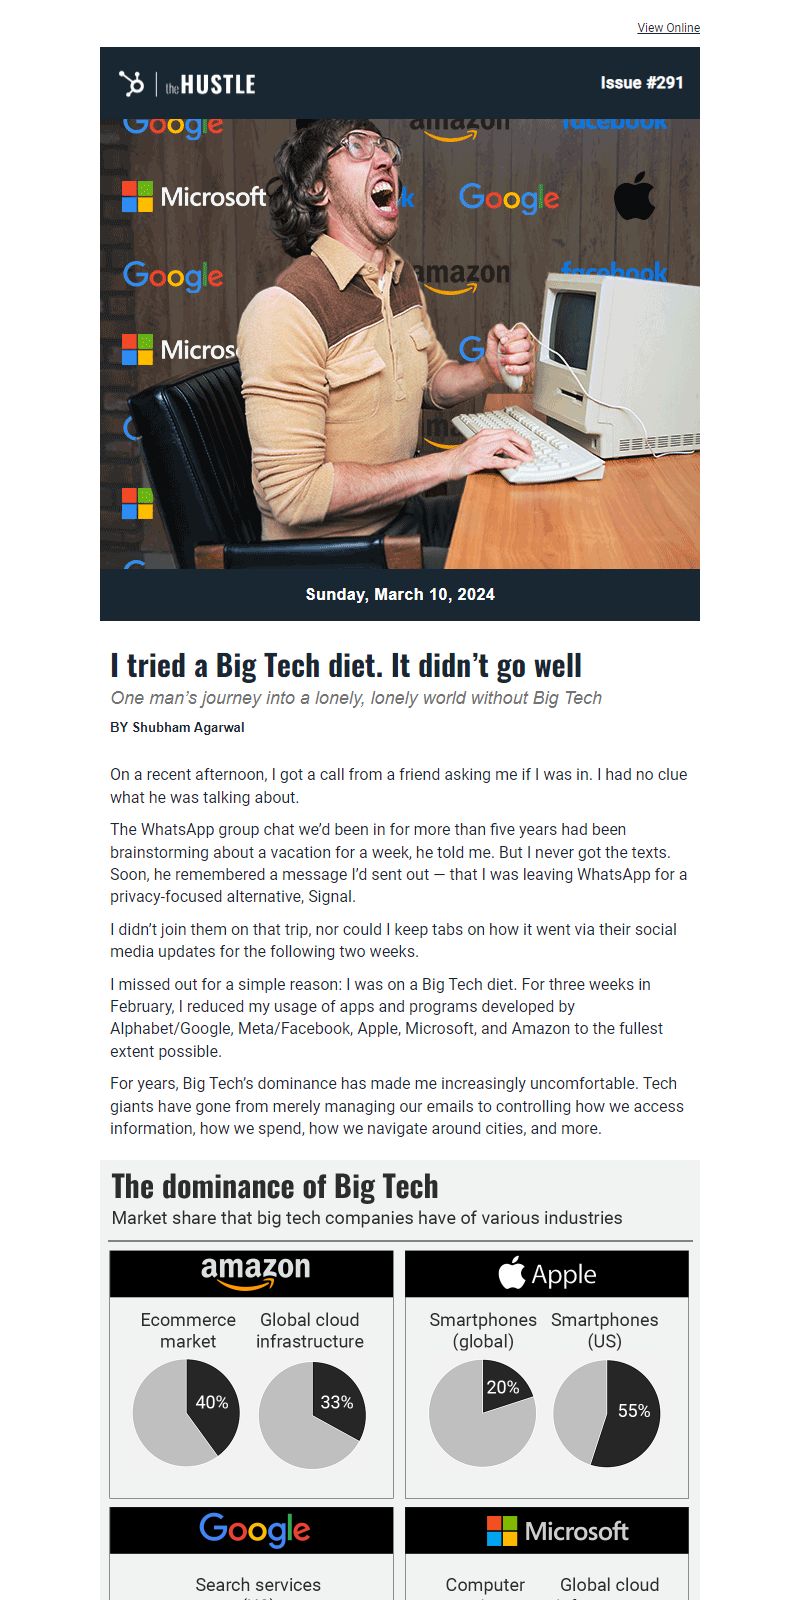 View Online
the HUSTLE
Issue #291
Google
amazon
facebook
Microsoft
k
Google
Google
amazon
facebook
Micros
G
Sunday, March 10, 2024
I tried a Big Tech diet. It didn’t go well
One man’s journey into a lonely, lonely world without Big Tech
BY Shubham Agarwal
On a recent afternoon, I got a call from a friend asking me if I was in. I had no clue
what he was talking about.
The WhatsApp group chat we’d been in for more than five years had been
brainstorming about a vacation for a week, he told me. But I never got the texts.
Soon, he remembered a message I’d sent out — that I was leaving WhatsApp for a
privacy-focused alternative, Signal.
I didn’t join them on that trip, nor could I keep tabs on how it went via their social
media updates for the following two weeks.
I missed out for a simple reason: I was on a Big Tech diet. For three weeks in
February, I reduced my usage of apps and programs developed by
Alphabet/Google, Meta/Facebook, Apple, Microsoft, and Amazon to the fullest
extent possible.
For years, Big Tech’s dominance has made me increasingly uncomfortable. Tech
giants have gone from merely managing our emails to controlling how we access
information, how we spend, how we navigate around cities, and more.
The dominance of Big Tech
Market share that big tech companies have of various industries
amazon
Apple
Ecommerce
market
Global cloud
infrastructure
Smartphones
(global)
Smartphones
(US)
40%
33%
20%
55%
Google
Microsoft
Search services
Computer
Global cloud